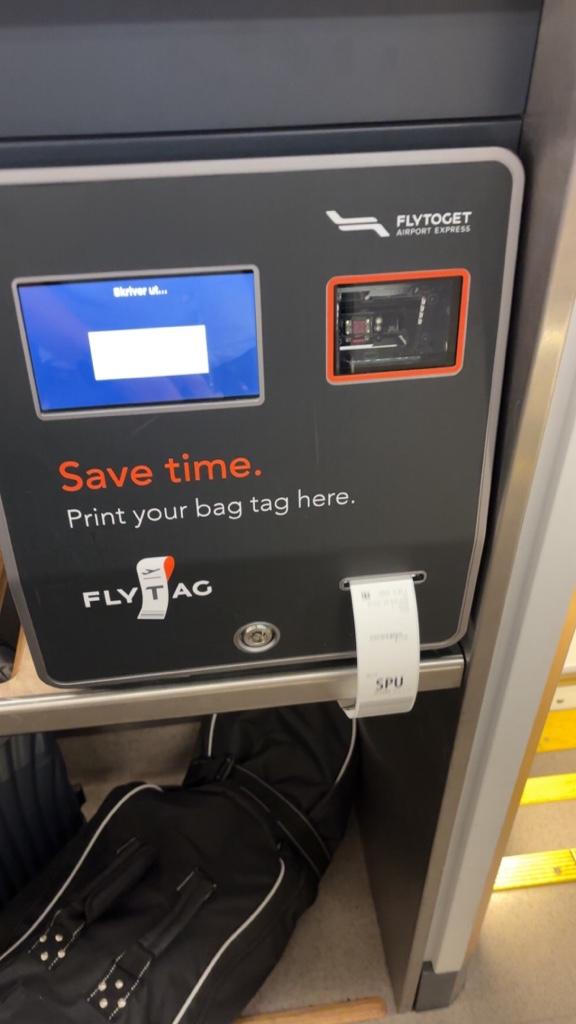 FLYTOGET
AIRPORT EXPRESS
Skriver ut...
Save time.
Print your bag tag here.
FLYTAG
SPU